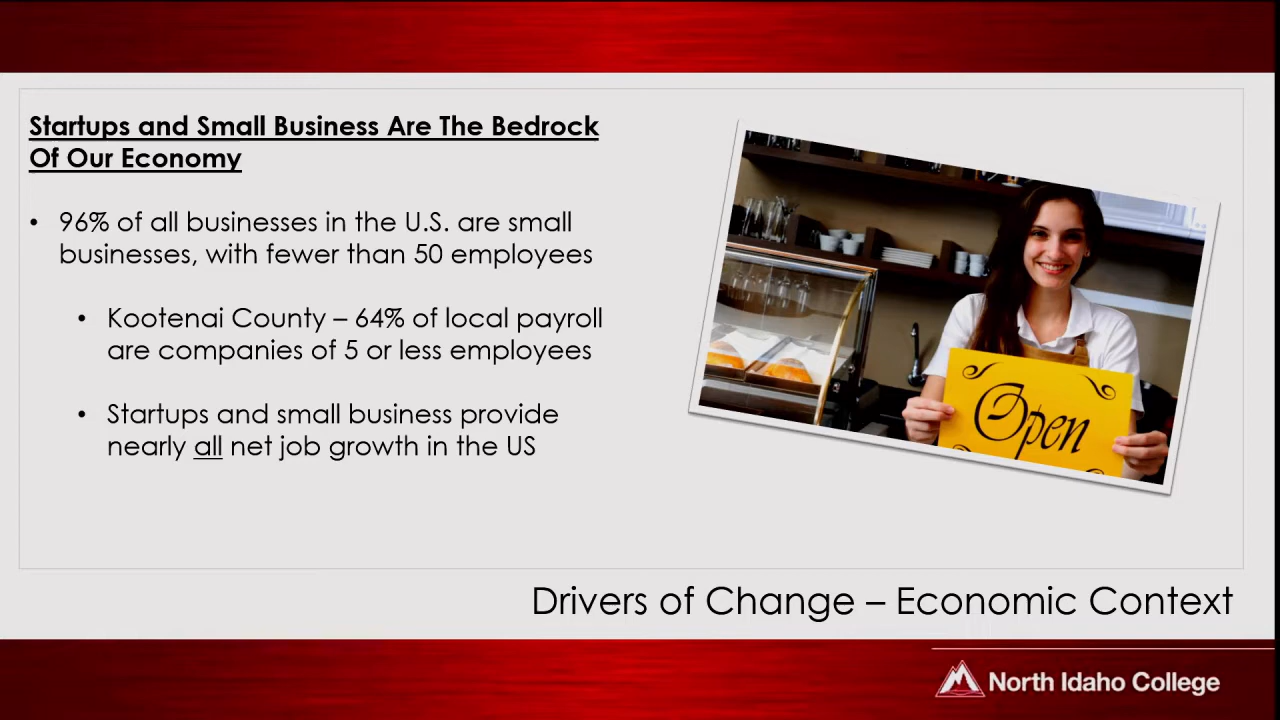 Startups and Small Business Are The Bedrock
Of Our Economy
• 96% of all businesses in the U.S. are small
businesses, with fewer than 50 employees
• Kootenai County – 64% of local payroll
are companies of 5 or less employees
• Startups and small business provide
nearly all net job growth in the US
Open
Drivers of Change – Economic Context
North Idaho College